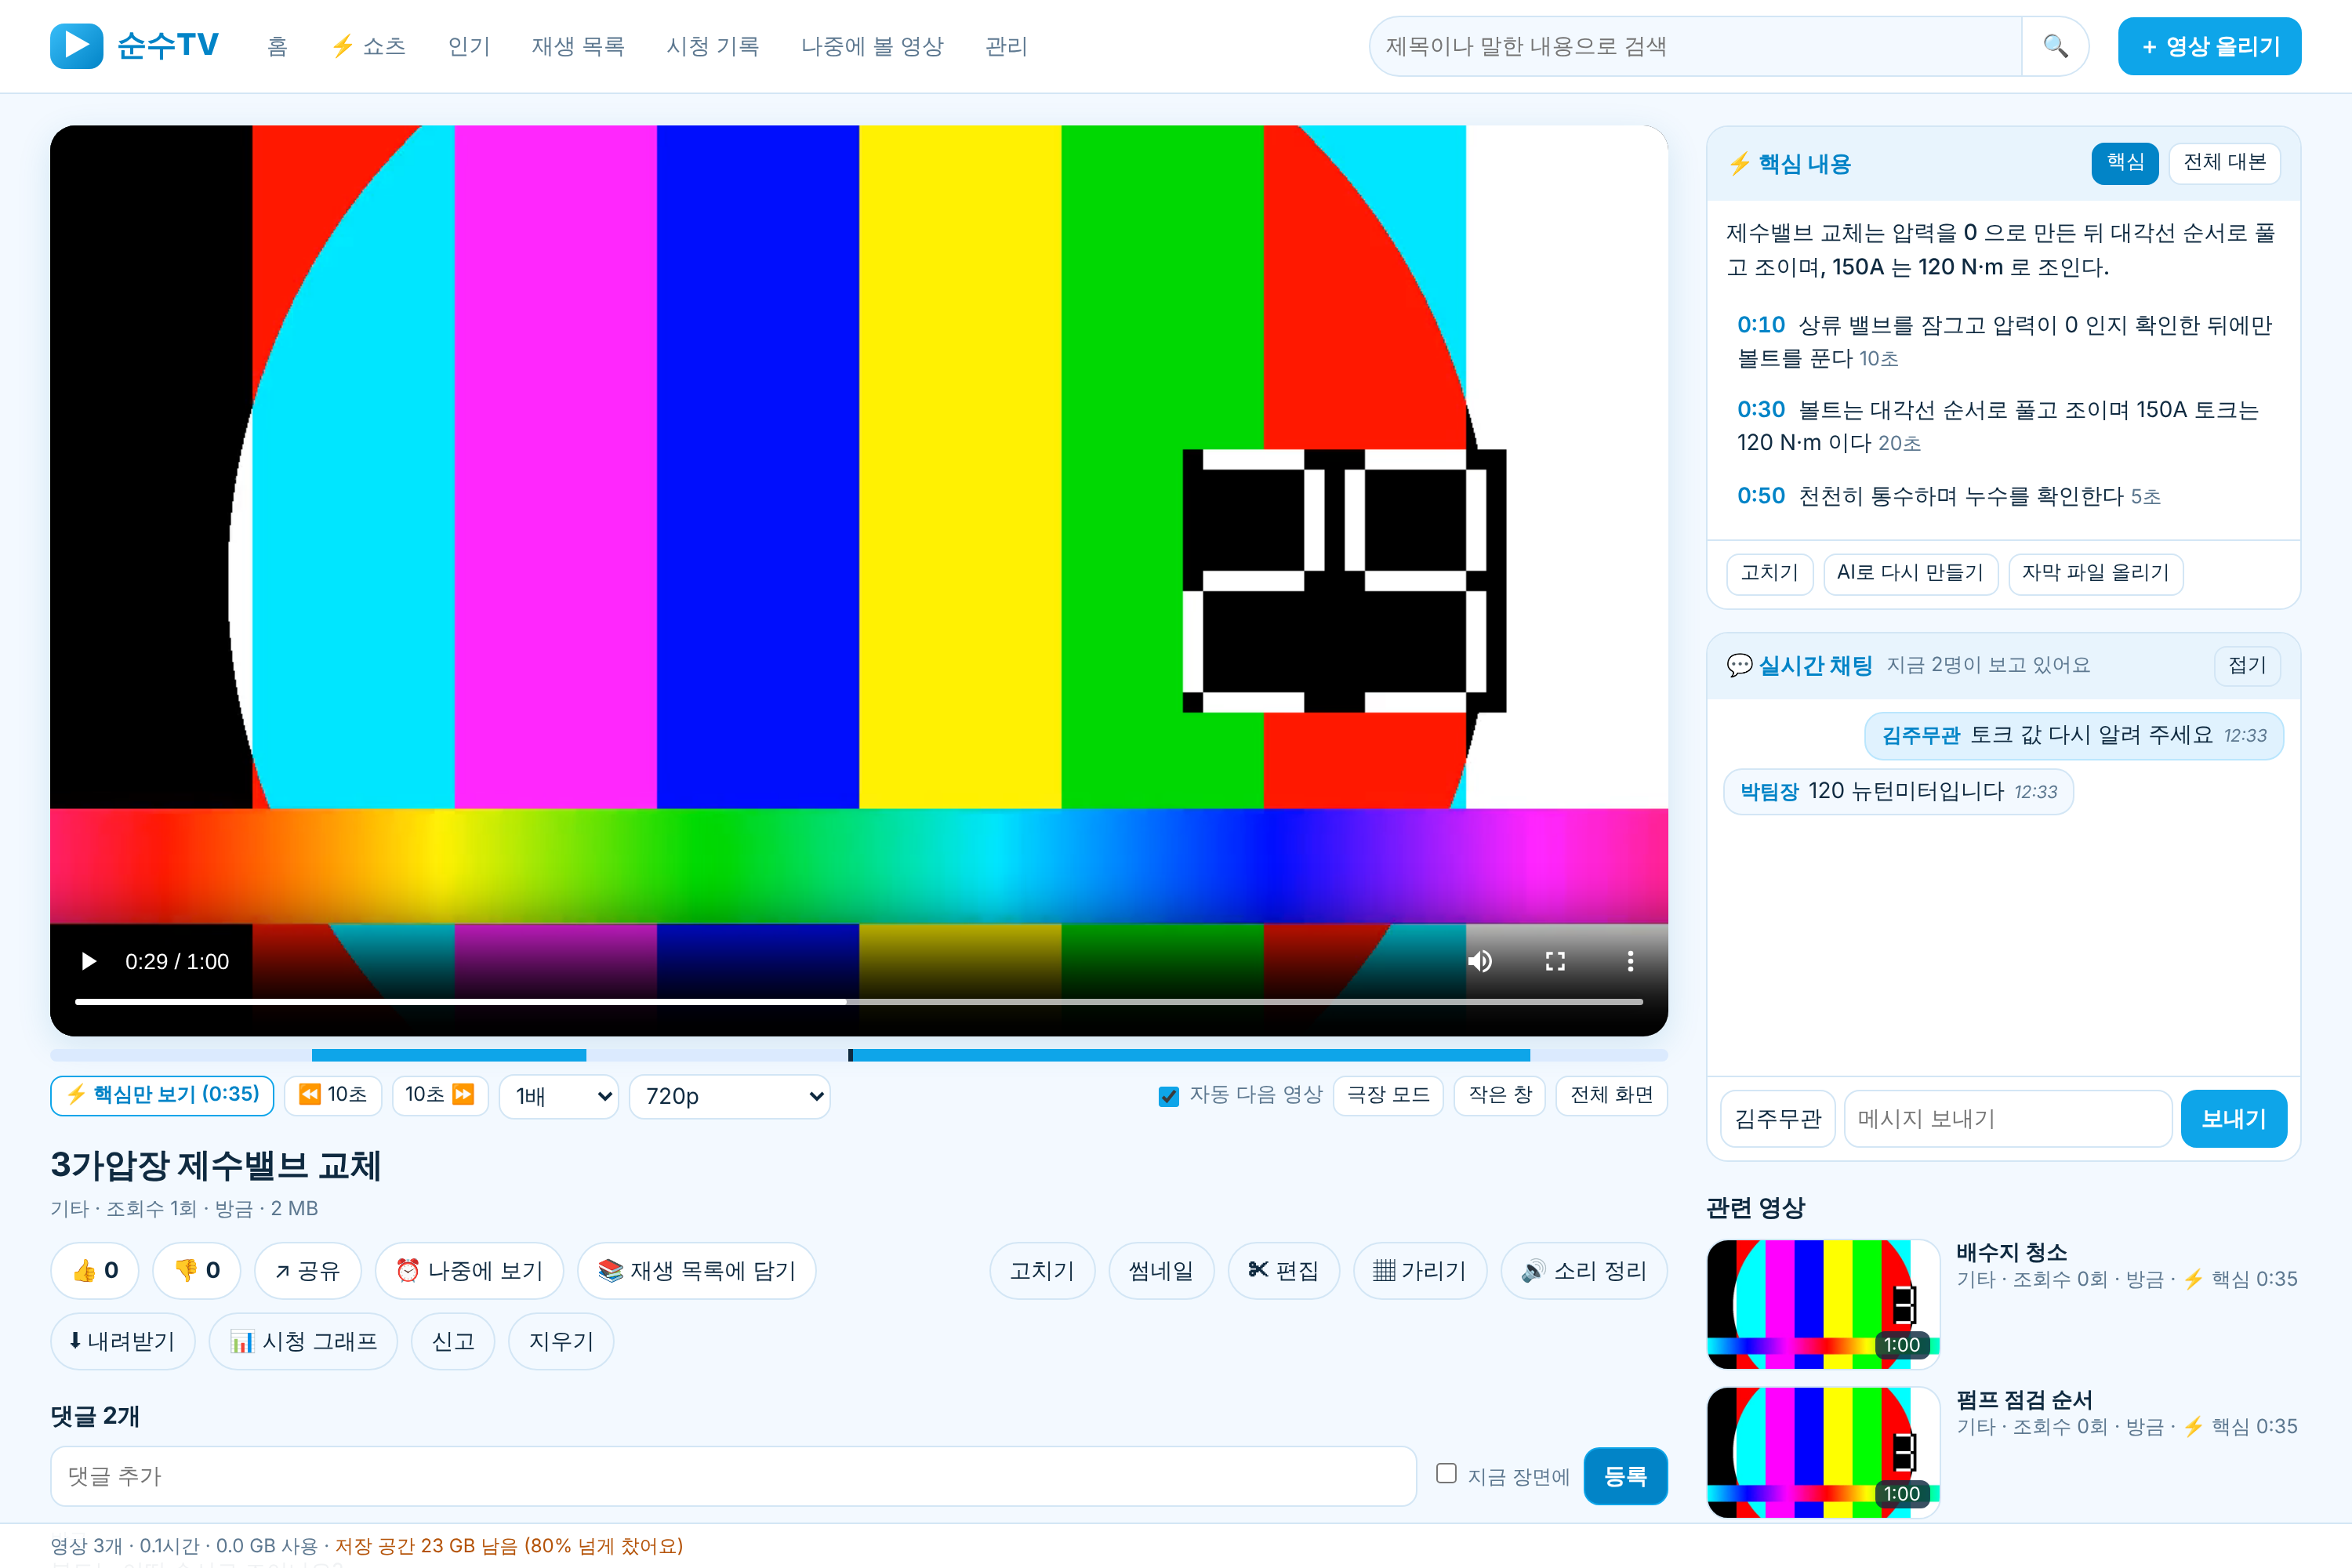 순수TV
홈
⚡ 쇼츠
인기
재생 목록
시청 기록
나중에 볼 영상
관리
제목이나 말한 내용으로 검색
+ 영상 올리기
29
0:29 / 1:00
⚡ 핵심만 보기 (0:35)
⏪ 10초
10초 ⏩
1배
720p
자동 다음 영상
극장 모드
작은 창
전체 화면
3가압장 제수밸브 교체
기타 · 조회수 1회 · 방금 · 2 MB
👍 0
👎 0
↗ 공유
⏰ 나중에 보기
📚 재생 목록에 담기
고치기
썸네일
✂ 편집
▦ 가리기
🔊 소리 정리
⬇ 내려받기
📊 시청 그래프
신고
지우기
댓글 2개
댓글 추가
지금 장면에
등록
⚡ 핵심 내용
핵심
전체 대본
제수밸브 교체는 압력을 0 으로 만든 뒤 대각선 순서로 풀
고 조이며, 150A 는 120 N·m 로 조인다.
0:10 상류 밸브를 잠그고 압력이 0 인지 확인한 뒤에만
볼트를 푼다 10초
0:30 볼트는 대각선 순서로 풀고 조이며 150A 토크는
120 N·m 이다 20초
0:50 천천히 통수하며 누수를 확인한다 5초
고치기
AI로 다시 만들기
자막 파일 올리기
💬 실시간 채팅 지금 2명이 보고 있어요
접기
김주무관 토크 값 다시 알려 주세요 12:33
박팀장 120 뉴턴미터입니다 12:33
김주무관
메시지 보내기
보내기
관련 영상
배수지 청소
기타 · 조회수 0회 · 방금 · ⚡ 핵심 0:35
1:00
펌프 점검 순서
기타 · 조회수 0회 · 방금 · ⚡ 핵심 0:35
1:00
영상 3개 · 0.1시간 · 0.0 GB 사용 · 저장 공간 23 GB 남음 (80% 넘게 찼어요)